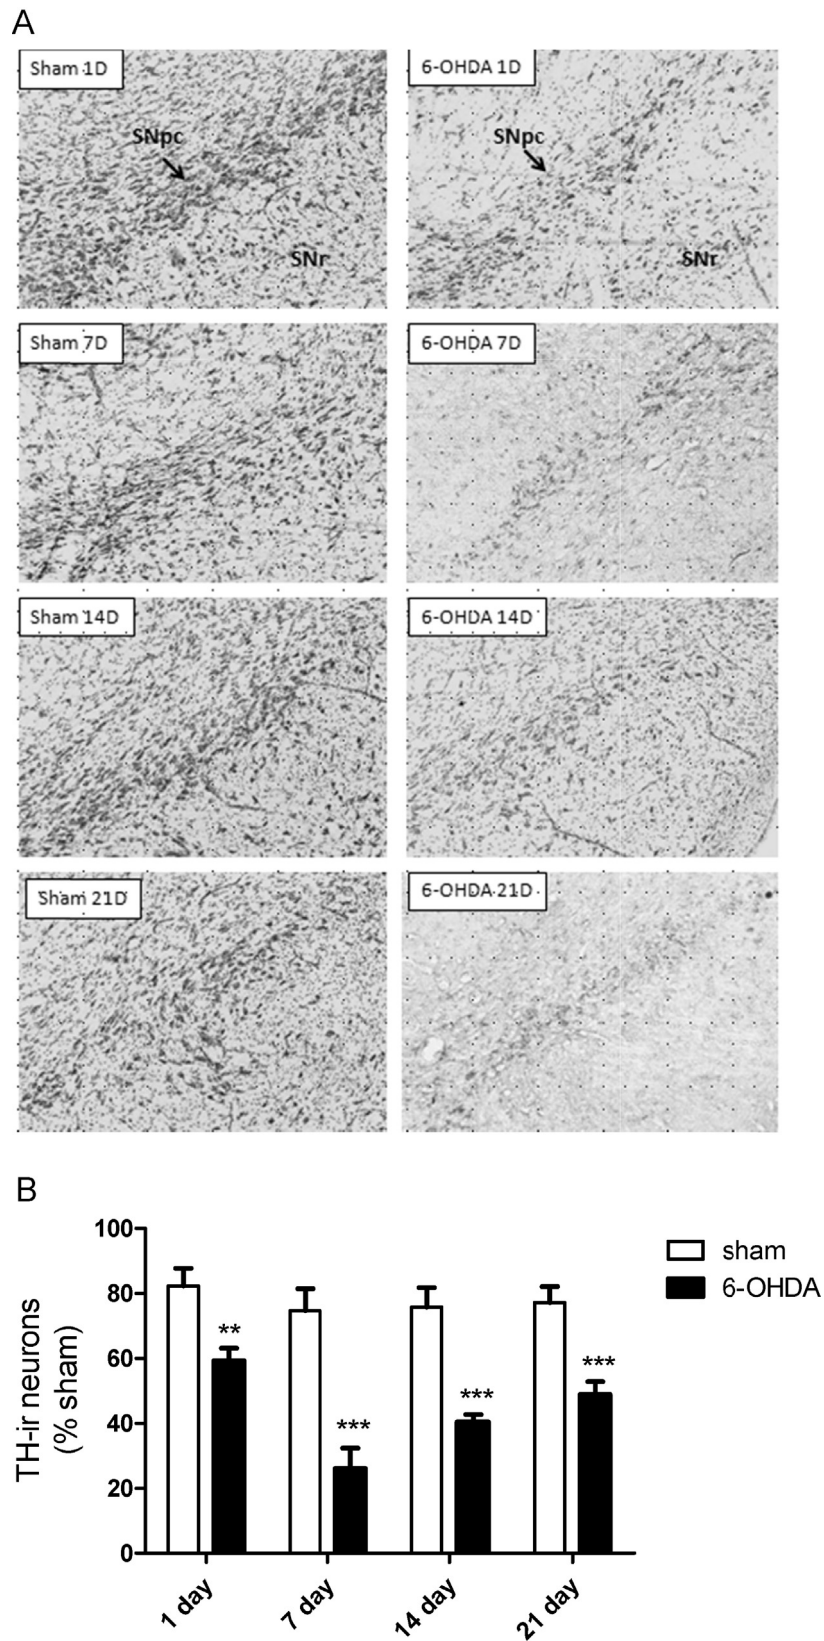 A
Sham 1D
6-OHDA 1D
SNpc
SNpc
SNr
SNr
Sham 7D
6-OHDA 7D
Sham 14D
6-OHDA 14D
Sham 21D
6-OHDA 21D
B
TH-ir neurons
(% sham)
100
80
60
40
20
0
**
***
***
***
sham
6-OHDA
1 day
7 day
14 day
21 day